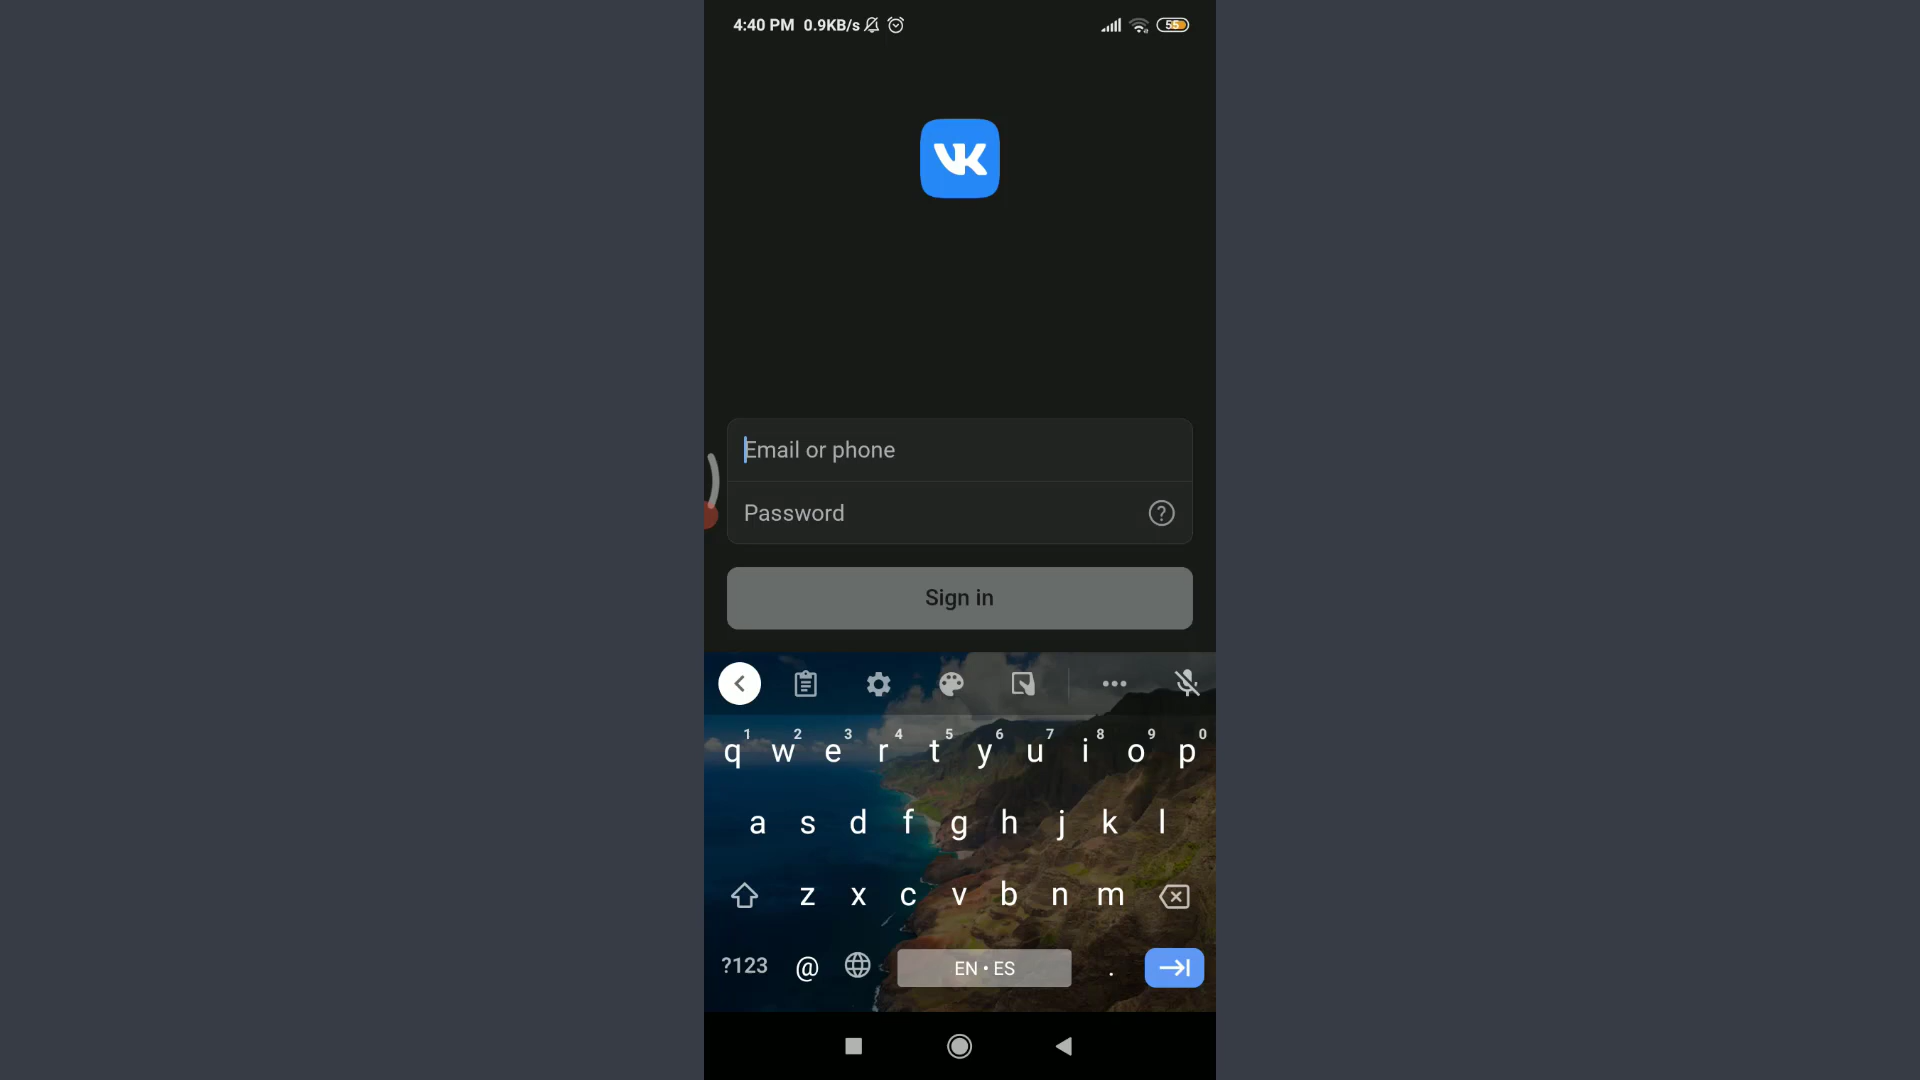 4:40 PM 0.9KB/s 55
VK
Email or phone
Password
?
Sign in
1 2 3 4 5 6 7 8 9 0
q w e r t y u i o p
a s d f g h j k l
z x c v b n m
?123 @ EN • ES .